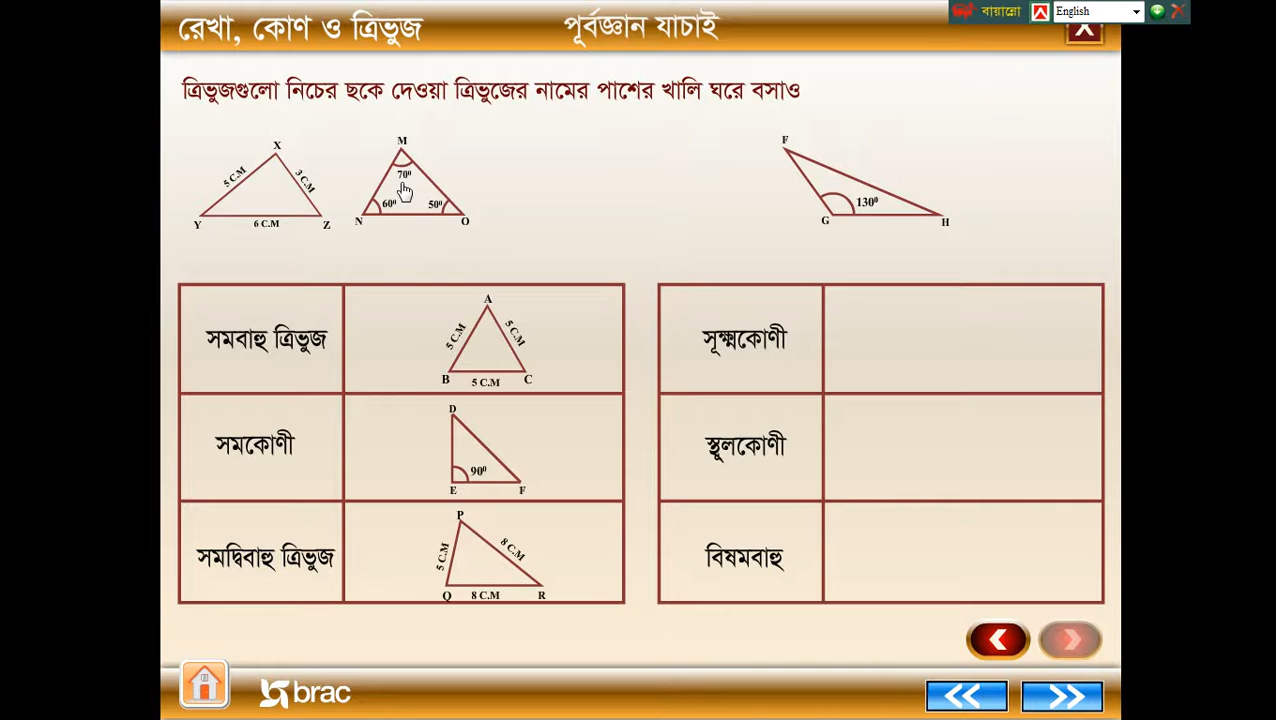 বায়ান্নো English
রেখা, কোণ ও ত্রিভুজ
পূর্বজ্ঞান যাচাই
X
ত্রিভুজগুলো নিচের ছকে দেওয়া ত্রিভুজের নামের পাশের খালি ঘরে বসাও
X
5 C.M
3 C.M
Y
6 C.M
Z
M
70⁰
60⁰
50⁰
N
O
F
130⁰
G
H
সমবাহু ত্রিভুজ
A
5 C.M
5 C.M
B
5 C.M
C
সূক্ষ্মকোণী
সমকোণী
D
90⁰
E
F
স্থূলকোণী
সমদ্বিবাহু ত্রিভুজ
P
5 C.M
8 C.M
Q
8 C.M
R
বিষমবাহু
brac